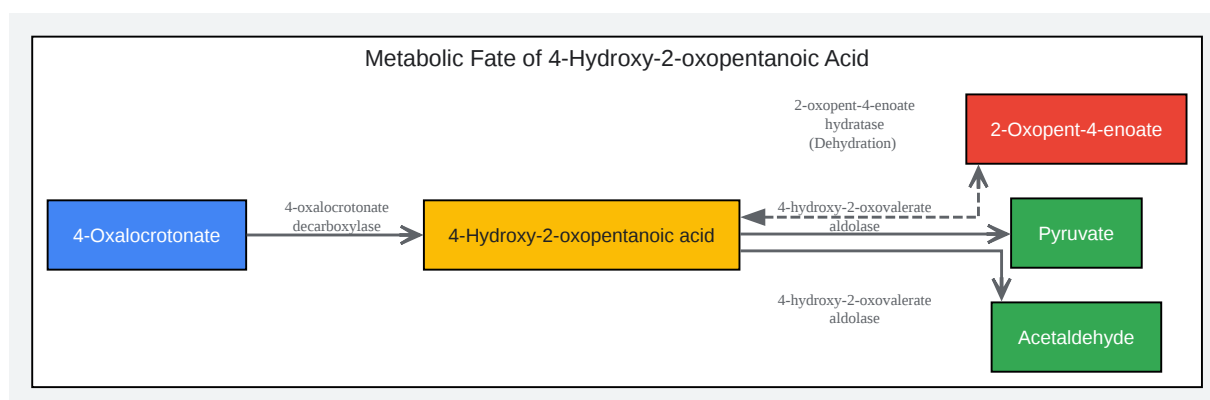 Metabolic Fate of 4-Hydroxy-2-oxopentanoic Acid
2-oxopent-4-enoate
hydratase
(Dehydration)
2-Oxopent-4-enoate
4-Oxalocrotonate
4-oxalocrotonate
decarboxylase
4-Hydroxy-2-oxopentanoic acid
4-hydroxy-2-oxovalerate
aldolase
Pyruvate
4-hydroxy-2-oxovalerate
aldolase
Acetaldehyde